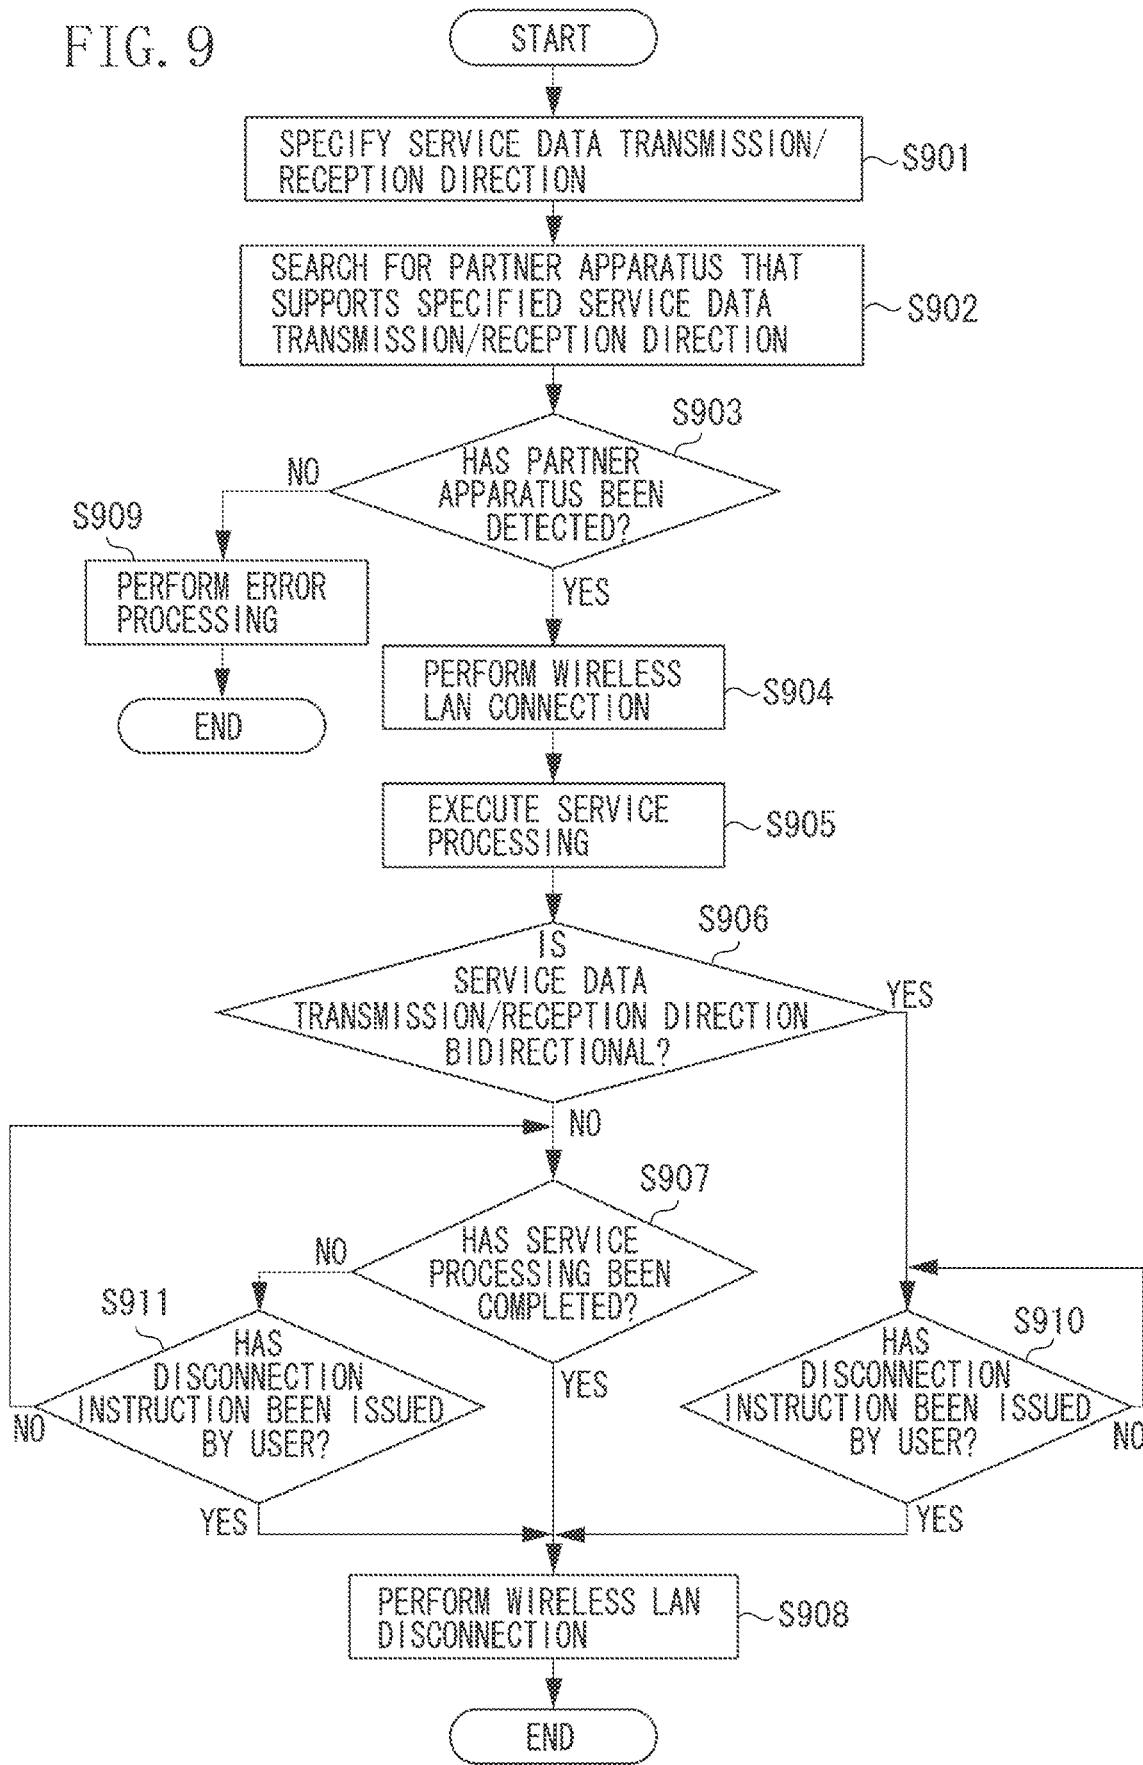 FIG. 9
START
SPECIFY SERVICE DATA TRANSMISSION/
RECEPTION DIRECTION
S901
SEARCH FOR PARTNER APPARATUS THAT
SUPPORTS SPECIFIED SERVICE DATA
TRANSMISSION/RECEPTION DIRECTION
S902
S903
HAS PARTNER
APPARATUS BEEN
DETECTED?
NO
YES
S909
PERFORM ERROR
PROCESSING
END
PERFORM WIRELESS
LAN CONNECTION
S904
EXECUTE SERVICE
PROCESSING
S905
S906
IS
SERVICE DATA
TRANSMISSION/RECEPTION DIRECTION
BIDIRECTIONAL?
YES
NO
S907
HAS SERVICE
PROCESSING BEEN
COMPLETED?
NO
YES
S911
HAS
DISCONNECTION
INSTRUCTION BEEN ISSUED
BY USER?
NO
YES
S910
HAS
DISCONNECTION
INSTRUCTION BEEN ISSUED
BY USER?
NO
YES
PERFORM WIRELESS LAN
DISCONNECTION
S908
END